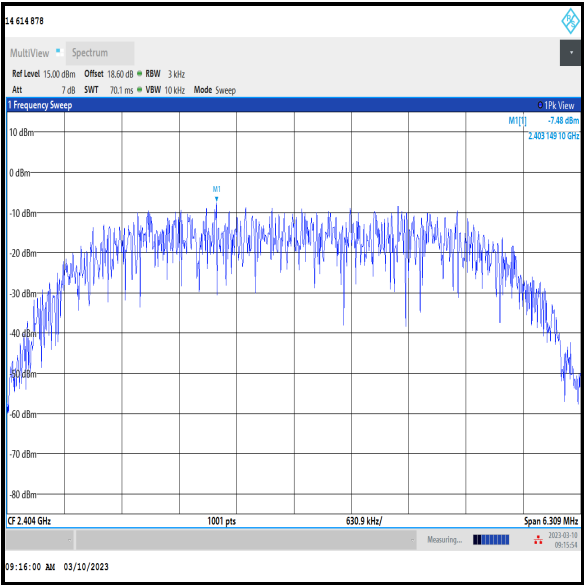 14 614 878
R&S
MultiView Spectrum
Ref Level 15.00 dBm Offset 18.60 dB RBW 3 kHz
Att 7 dB SWT 70.1 ms VBW 10 kHz Mode Sweep
1 Frequency Sweep 1Pk View
M1[1] -7.48 dBm
2.403 149 10 GHz
10 dBm
0 dBm
M1
-10 dBm
-20 dBm
-30 dBm
-40 dBm
-50 dBm
-60 dBm
-70 dBm
-80 dBm
CF 2.404 GHz 1001 pts 630.9 kHz/ Span 6.309 MHz
Measuring... 2023-03-10
09:15:54
09:16:00 AM 03/10/2023